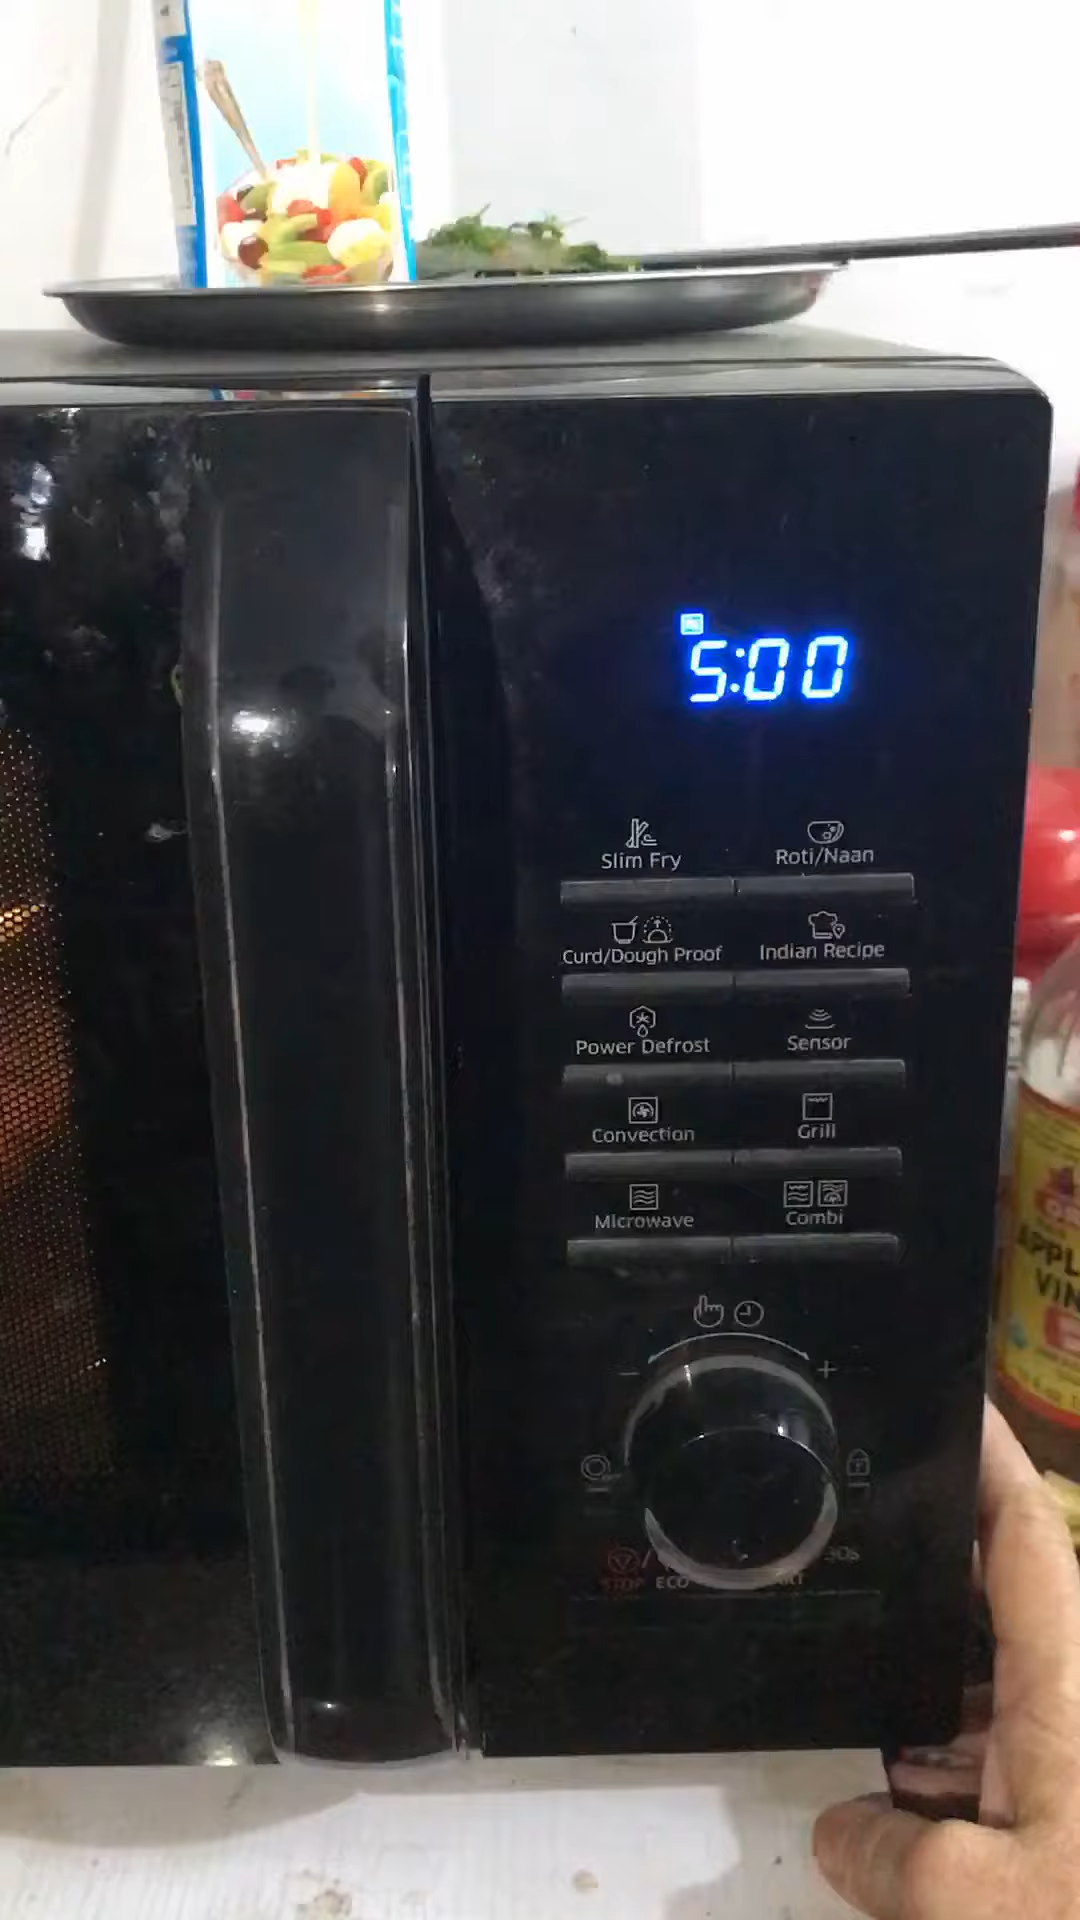 5:00
Slim Fry
Roti/Naan
Curd/Dough Proof
Indian Recipe
Power Defrost
Sensor
Convection
Grill
Microwave
Combi
- +
STOP / ECO
30s